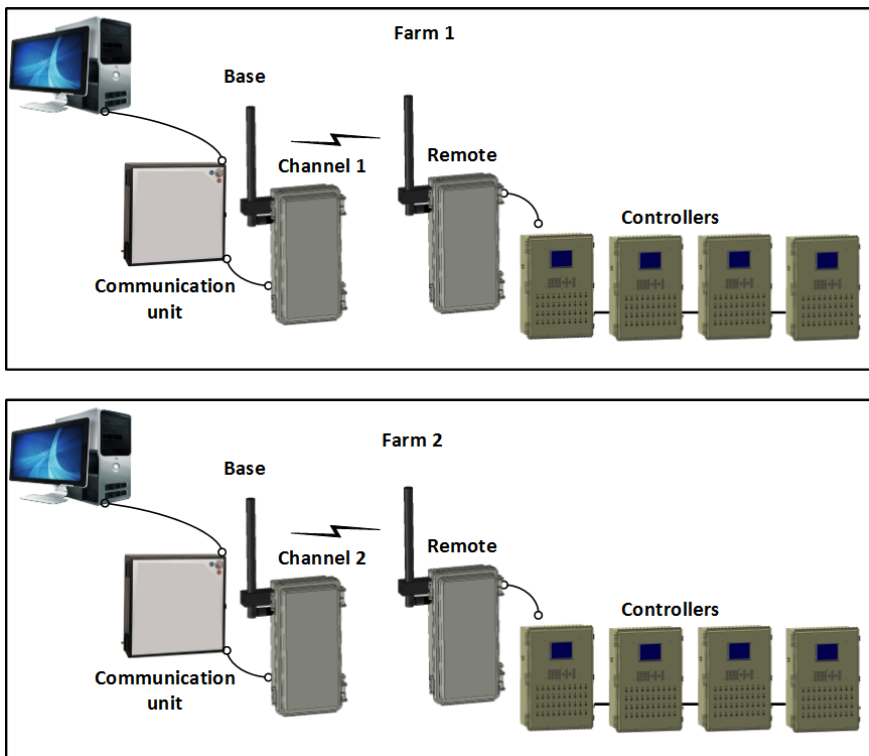 Farm 1
Base
Channel 1
Remote
Controllers
Communication
unit
Farm 2
Base
Channel 2
Remote
Controllers
Communication
unit